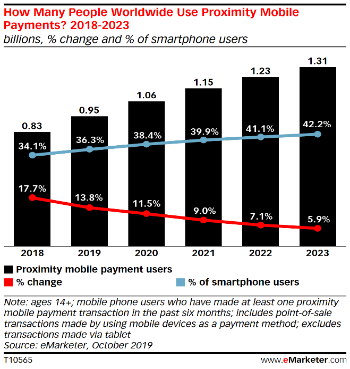 How Many People Worldwide Use Proximity Mobile
Payments? 2018-2023
billions, % change and % of smartphone users
0.83
0.95
1.06
1.15
1.23
1.31
34.1%
36.3%
38.4%
39.9%
41.1%
42.2%
17.7%
13.8%
11.5%
9.0%
7.1%
5.9%
2018
2019
2020
2021
2022
2023
Proximity mobile payment users
% change
% of smartphone users
Note: ages 14+; mobile phone users who have made at least one proximity
mobile payment transaction in the past six months; includes point-of-sale
transactions made by using mobile devices as a payment method; excludes
transactions made via tablet
Source: eMarketer, October 2019
T10565
www.eMarketer.com